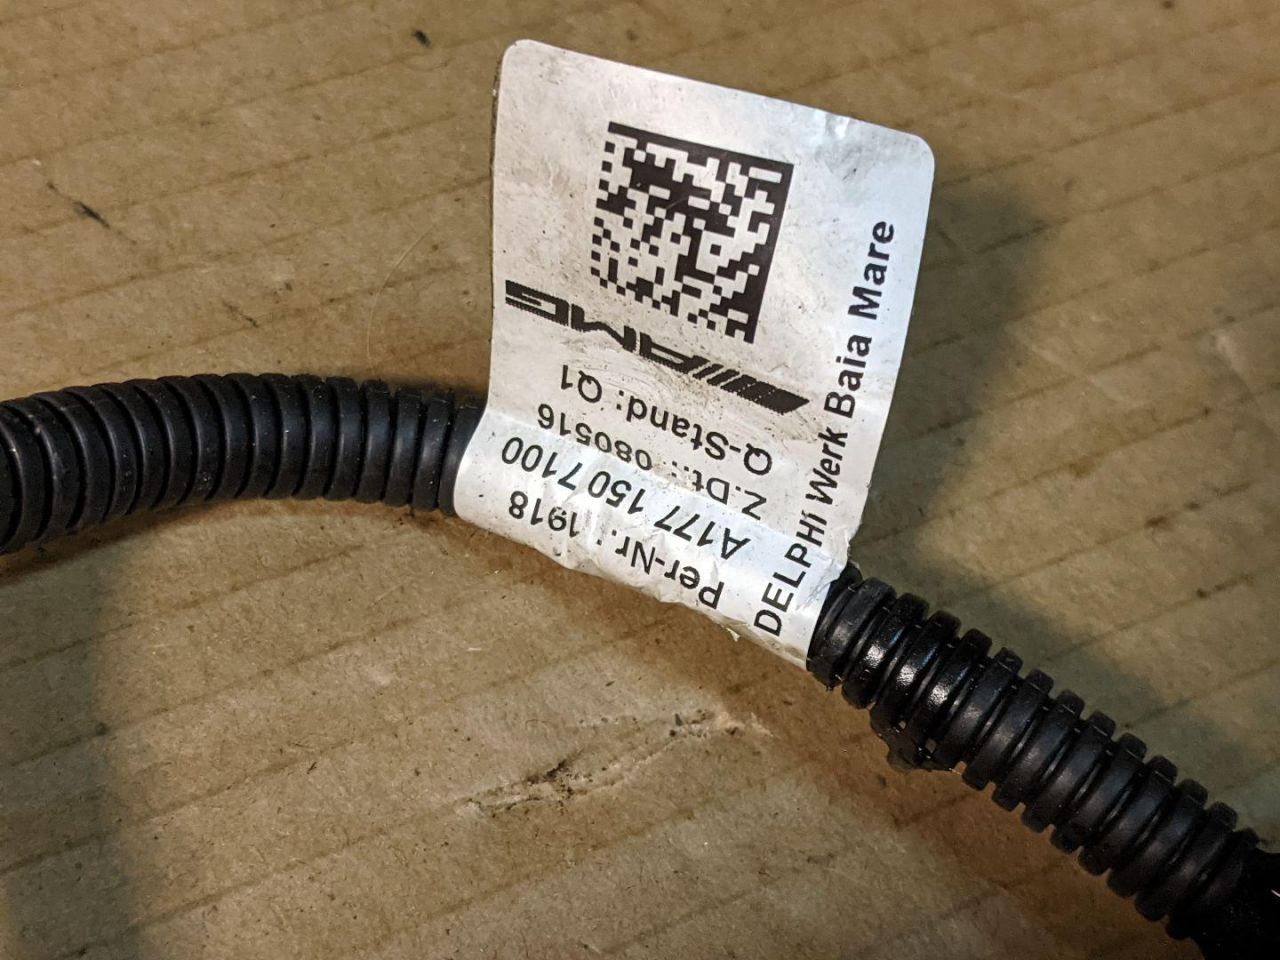 Per-Nr.: 1918
A177 150 7100
Z.Dt.: 080516
Q-Stand: Q1
AMG
DELPHI Werk Baia Mare